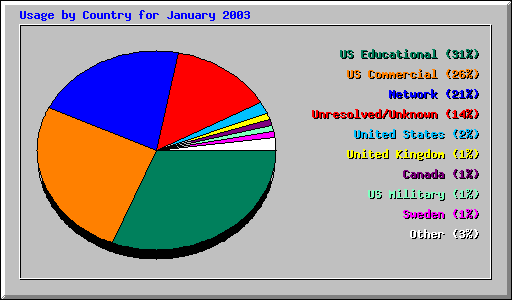 Usage by Country for January 2003
US Educational (31%)
US Commercial (26%)
Network (21%)
Unresolved/Unknown (14%)
United States (2%)
United Kingdom (1%)
Canada (1%)
US Military (1%)
Sweden (1%)
Other (3%)